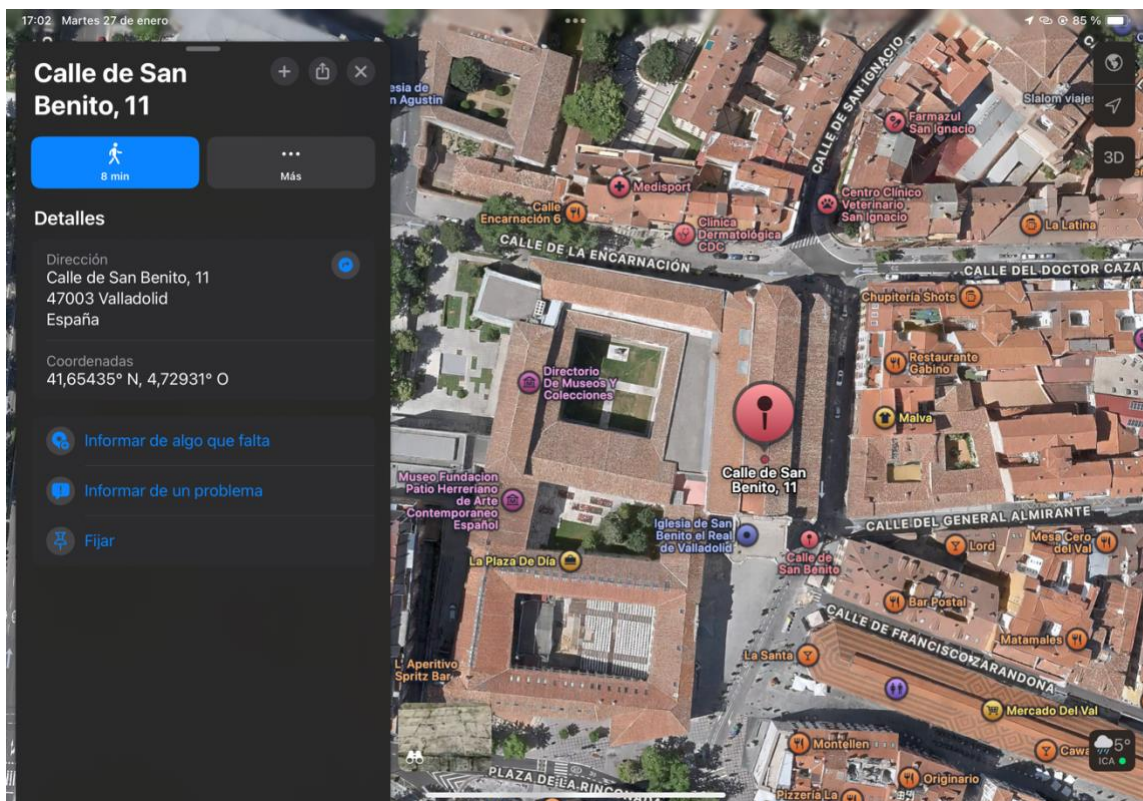 17:02 Martes 27 de enero
85 %
Calle de San
Benito, 11
8 min
Más
Detalles
Dirección
Calle de San Benito, 11
47003 Valladolid
España
Coordenadas
41,65435° N, 4,72931° O
Informar de algo que falta
Informar de un problema
Fijar
esia de
n Agustin
CALLE DE SAN IGNACIO
Slalom viaje
Farmazul
San Ignacio
3D
Medisport
Calle
Encarnación 6
Clinica
Dermatológica
CDC
Centro Clínico
Veterinario
San Ignacio
La Latina
CALLE DE LA ENCARNACIÓN
CALLE DEL DOCTOR CAZA
Chupitería Shots
Restaurante
Gabino
Directorio
De Museos Y
Colecciones
Malva
Calle de San
Benito, 11
Museo Fundacion
Patio Herreriano
de Arte
Contemporaneo
Español
Iglesia de San
Benito el Real
de Valladolid
CALLE DEL GENERAL ALMIRANTE
Calle de
San Benito
Lord
Mesa Cero
del Val
La Plaza De Día
Bar Postal
CALLE DE FRANCISCO ZARANDONA
Matamales
La Santa
L' Aperitivo
Spritz Bar
Mercado Del Val
Montellen
Cawa
5°
ICA
Originario
PLAZA DE LA RINCONADA
Pizzería La